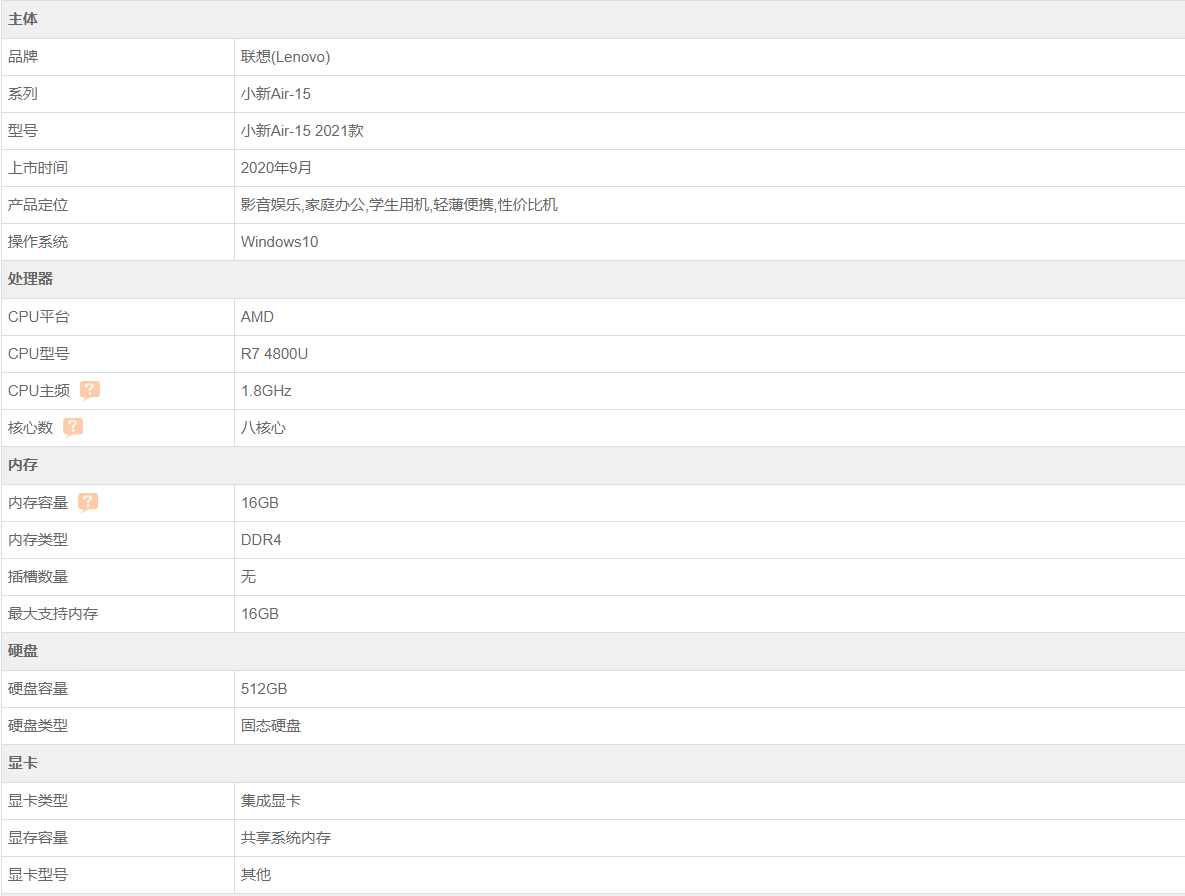 主体
品牌 联想(Lenovo)
系列 小新Air-15
型号 小新Air-15 2021款
上市时间 2020年9月
产品定位 影音娱乐,家庭办公,学生用机,轻薄便携,性价比机
操作系统 Windows10
处理器
CPU平台 AMD
CPU型号 R7 4800U
CPU主频 ? 1.8GHz
核心数 ? 八核心
内存
内存容量 ? 16GB
内存类型 DDR4
插槽数量 无
最大支持内存 16GB
硬盘
硬盘容量 512GB
硬盘类型 固态硬盘
显卡
显卡类型 集成显卡
显存容量 共享系统内存
显卡型号 其他